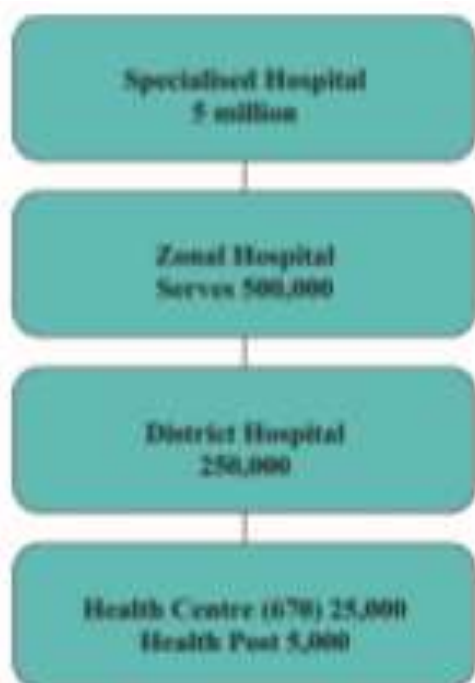 Specialised Hospital
5 million
Zonal Hospital
Serves 500,000
District Hospital
250,000
Health Centre (670) 25,000
Health Post 5,000